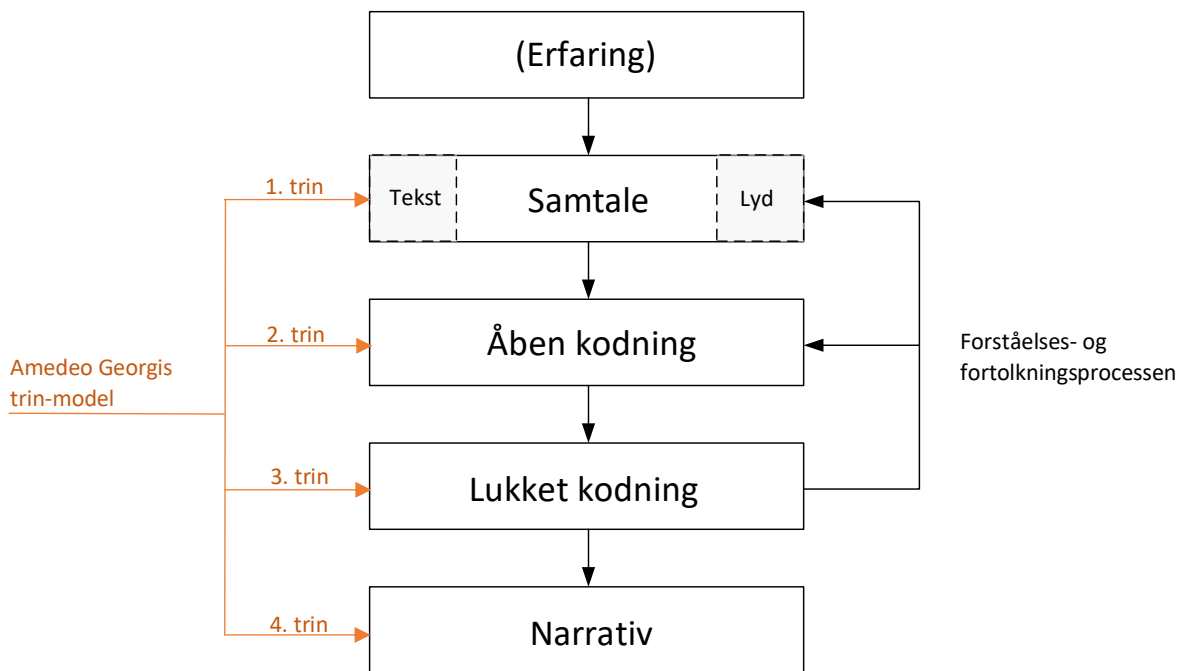 (Erfaring)
1. trin
Tekst
Samtale
Lyd
2. trin
Åben kodning
Amedeo Georgis
trin-model
Forståelses- og
fortolkningsprocessen
3. trin
Lukket kodning
4. trin
Narrativ